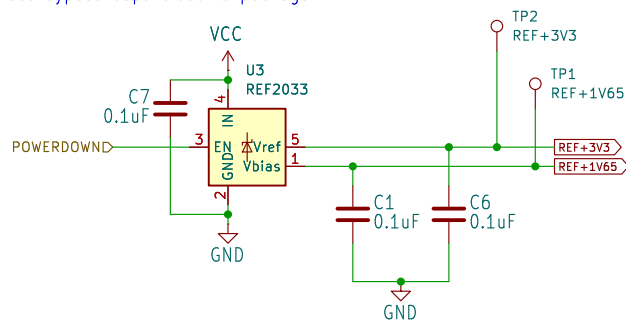 TP2
REF+3V3
VCC
U3
REF2033
TP1
REF+1V65
C7
0.1uF
4
IN
POWERDOWN
3
EN
Vref
5
REF+3V3
GND
Vbias
1
REF+1V65
2
C1
0.1uF
C6
0.1uF
GND
GND